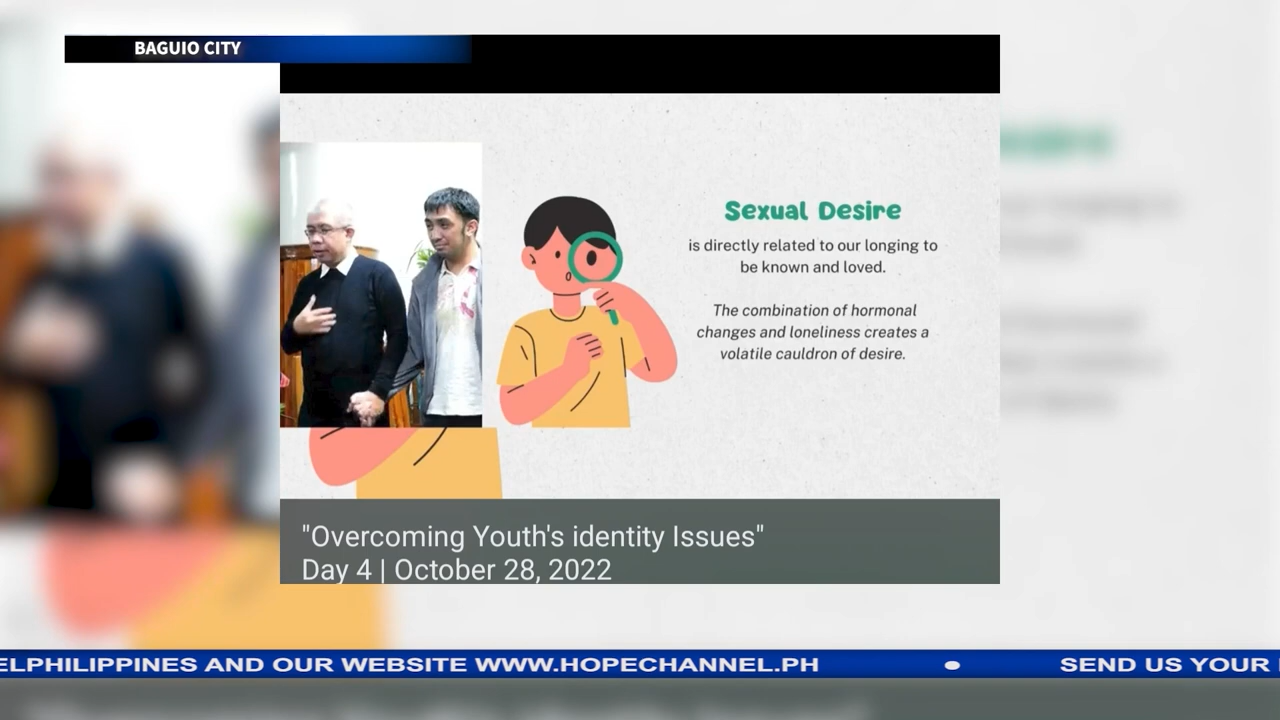 BAGUIO CITY
Sexual Desire
is directly related to our longing to
be known and loved.
The combination of hormonal
changes and loneliness creates a
volatile cauldron of desire.
"Overcoming Youth's identity Issues"
Day 4 | October 28, 2022
ELPHILIPPINES AND OUR WEBSITE WWW.HOPECHANNEL.PH • SEND US YOUR